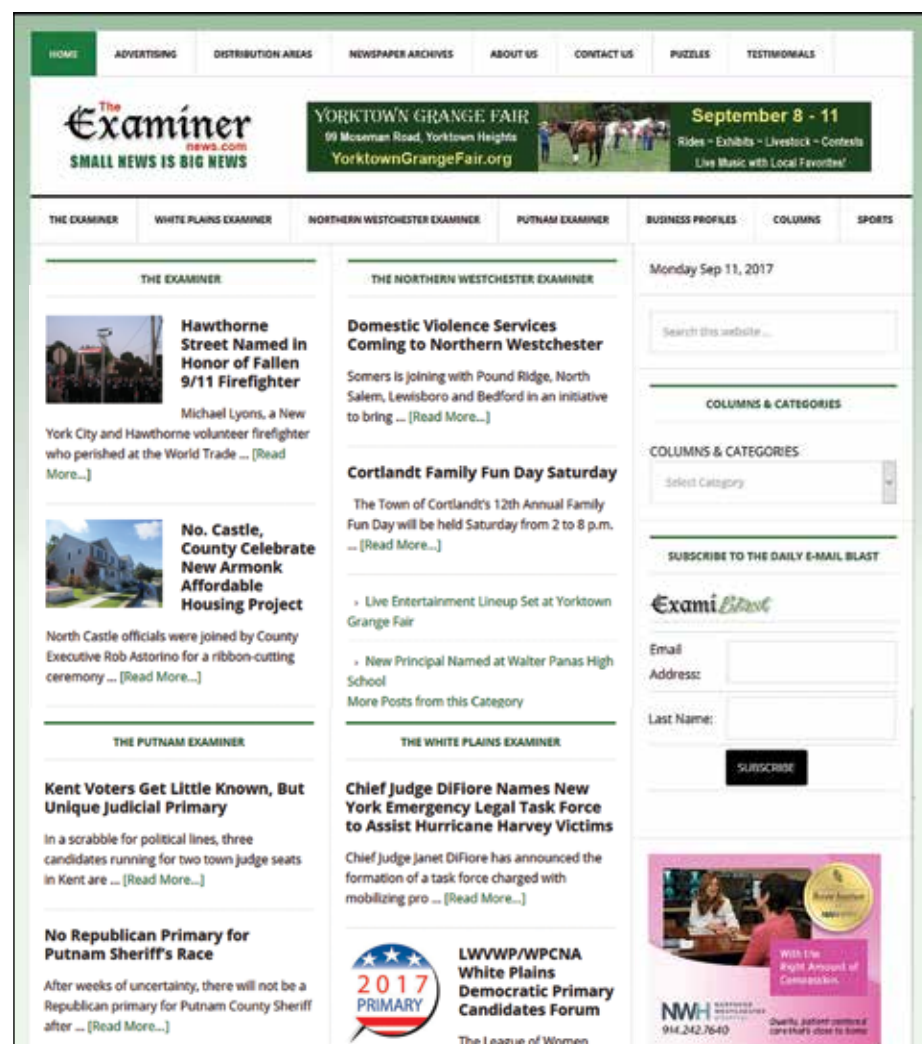 HOME ADVERTISING DISTRIBUTION AREAS NEWSPAPER ARCHIVES ABOUT US CONTACT US PUZZLES TESTIMONIALS
The
Examiner
news.com
SMALL NEWS IS BIG NEWS
YORKTOWN GRANGE FAIR
99 Moseman Road, Yorktown Heights
YorktownGrangeFair.org
September 8 - 11
Rides ~ Exhibits ~ Livestock ~ Contests
Live Music with Local Favorites!
THE EXAMINER WHITE PLAINS EXAMINER NORTHERN WESTCHESTER EXAMINER PUTNAM EXAMINER BUSINESS PROFILES COLUMNS SPORTS
THE EXAMINER
Hawthorne
Street Named in
Honor of Fallen
9/11 Firefighter
Michael Lyons, a New
York City and Hawthorne volunteer firefighter
who perished at the World Trade ... [Read
More...]
No. Castle,
County Celebrate
New Armonk
Affordable
Housing Project
North Castle officials were joined by County
Executive Rob Astorino for a ribbon-cutting
ceremony ... [Read More...]
THE NORTHERN WESTCHESTER EXAMINER
Domestic Violence Services
Coming to Northern Westchester
Somers is joining with Pound Ridge, North
Salem, Lewisboro and Bedford in an initiative
to bring ... [Read More...]
Cortlandt Family Fun Day Saturday
The Town of Cortlandt's 12th Annual Family
Fun Day will be held Saturday from 2 to 8 p.m.
... [Read More...]
› Live Entertainment Lineup Set at Yorktown
Grange Fair
› New Principal Named at Walter Panas High
School
More Posts from this Category
THE PUTNAM EXAMINER
Kent Voters Get Little Known, But
Unique Judicial Primary
In a scrabble for political lines, three
candidates running for two town judge seats
in Kent are ... [Read More...]
No Republican Primary for
Putnam Sheriff's Race
After weeks of uncertainty, there will not be a
Republican primary for Putnam County Sheriff
after ... [Read More...]
THE WHITE PLAINS EXAMINER
Chief Judge DiFiore Names New
York Emergency Legal Task Force
to Assist Hurricane Harvey Victims
Chief Judge Janet DiFiore has announced the
formation of a task force charged with
mobilizing pro ... [Read More...]
2017
PRIMARY
LWVWP/WPCNA
White Plains
Democratic Primary
Candidates Forum
The League of Women
Monday Sep 11, 2017
Search this website ...
COLUMNS & CATEGORIES
COLUMNS & CATEGORIES
Select Category
SUBSCRIBE TO THE DAILY E-MAIL BLAST
ExamiBlast
Email
Address:
Last Name:
SUBSCRIBE
With the
Right Amount of
Compassion.
NWH NORTHERN
WESTCHESTER
HOSPITAL
914.242.7640
Quality, patient centered
care that's close to home